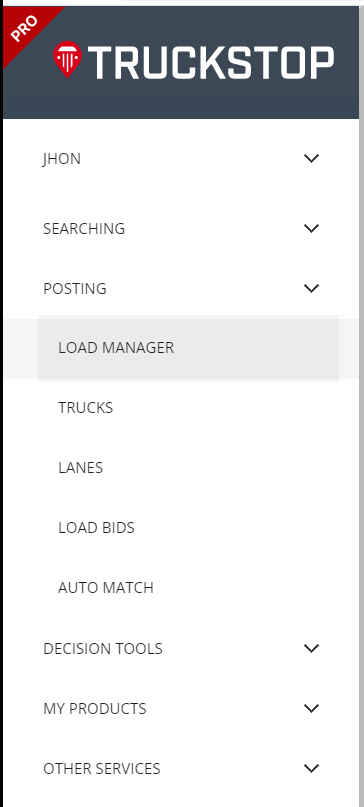 PRO
TRUCKSTOP
JHON
SEARCHING
POSTING
LOAD MANAGER
TRUCKS
LANES
LOAD BIDS
AUTO MATCH
DECISION TOOLS
MY PRODUCTS
OTHER SERVICES